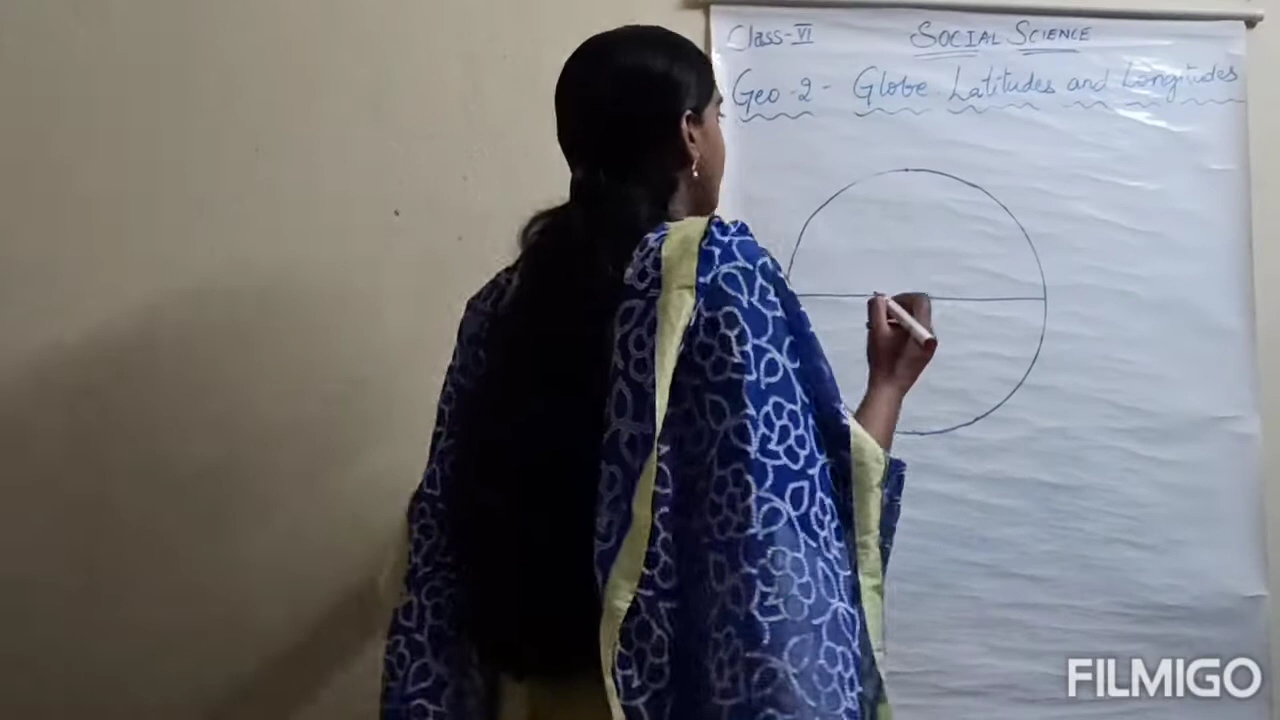 Class-VI
SOCIAL SCIENCE
Geo-2- Globe Latitudes and Longitudes
FILMIGO